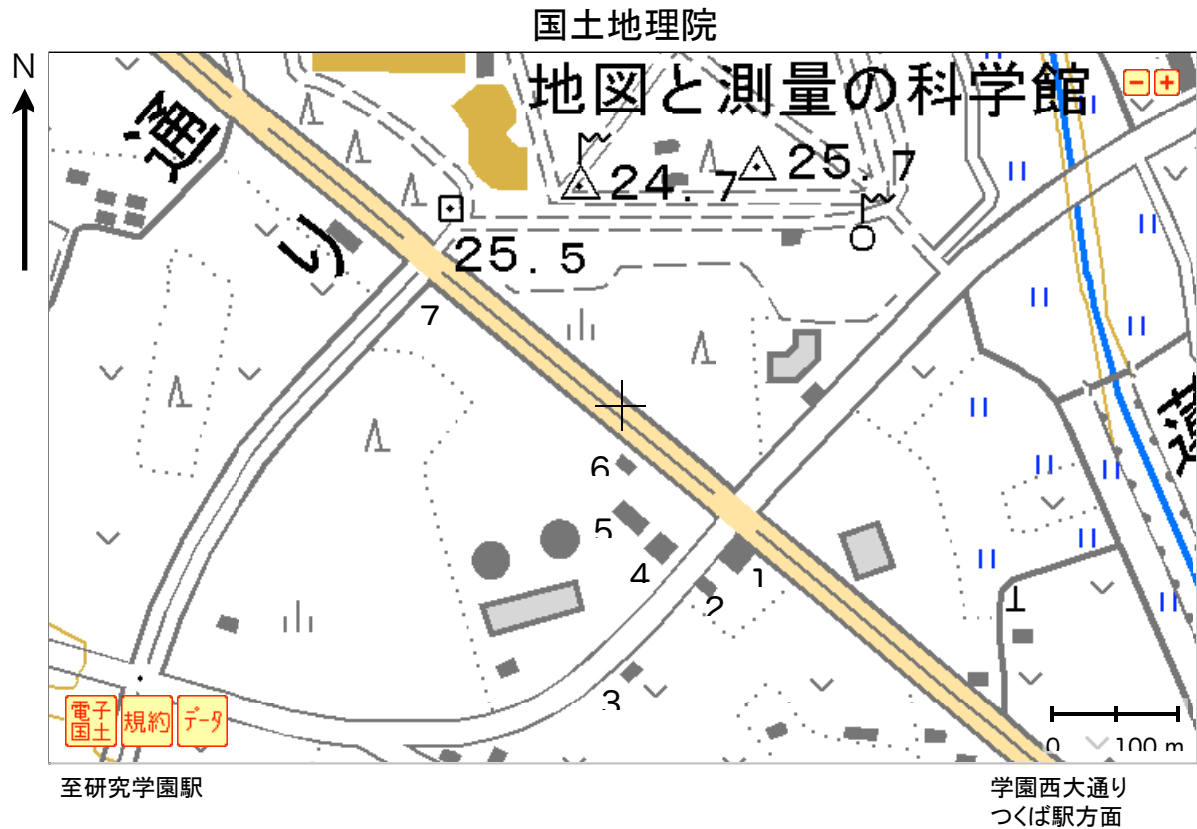 国土地理院
N
地図と測量の科学館
− +
通り
24.7
25.7
25.5
7
6
5
4
1
2
3
電子国土
規約
データ
0 100 m
至研究学園駅
学園西大通り
つくば駅方面